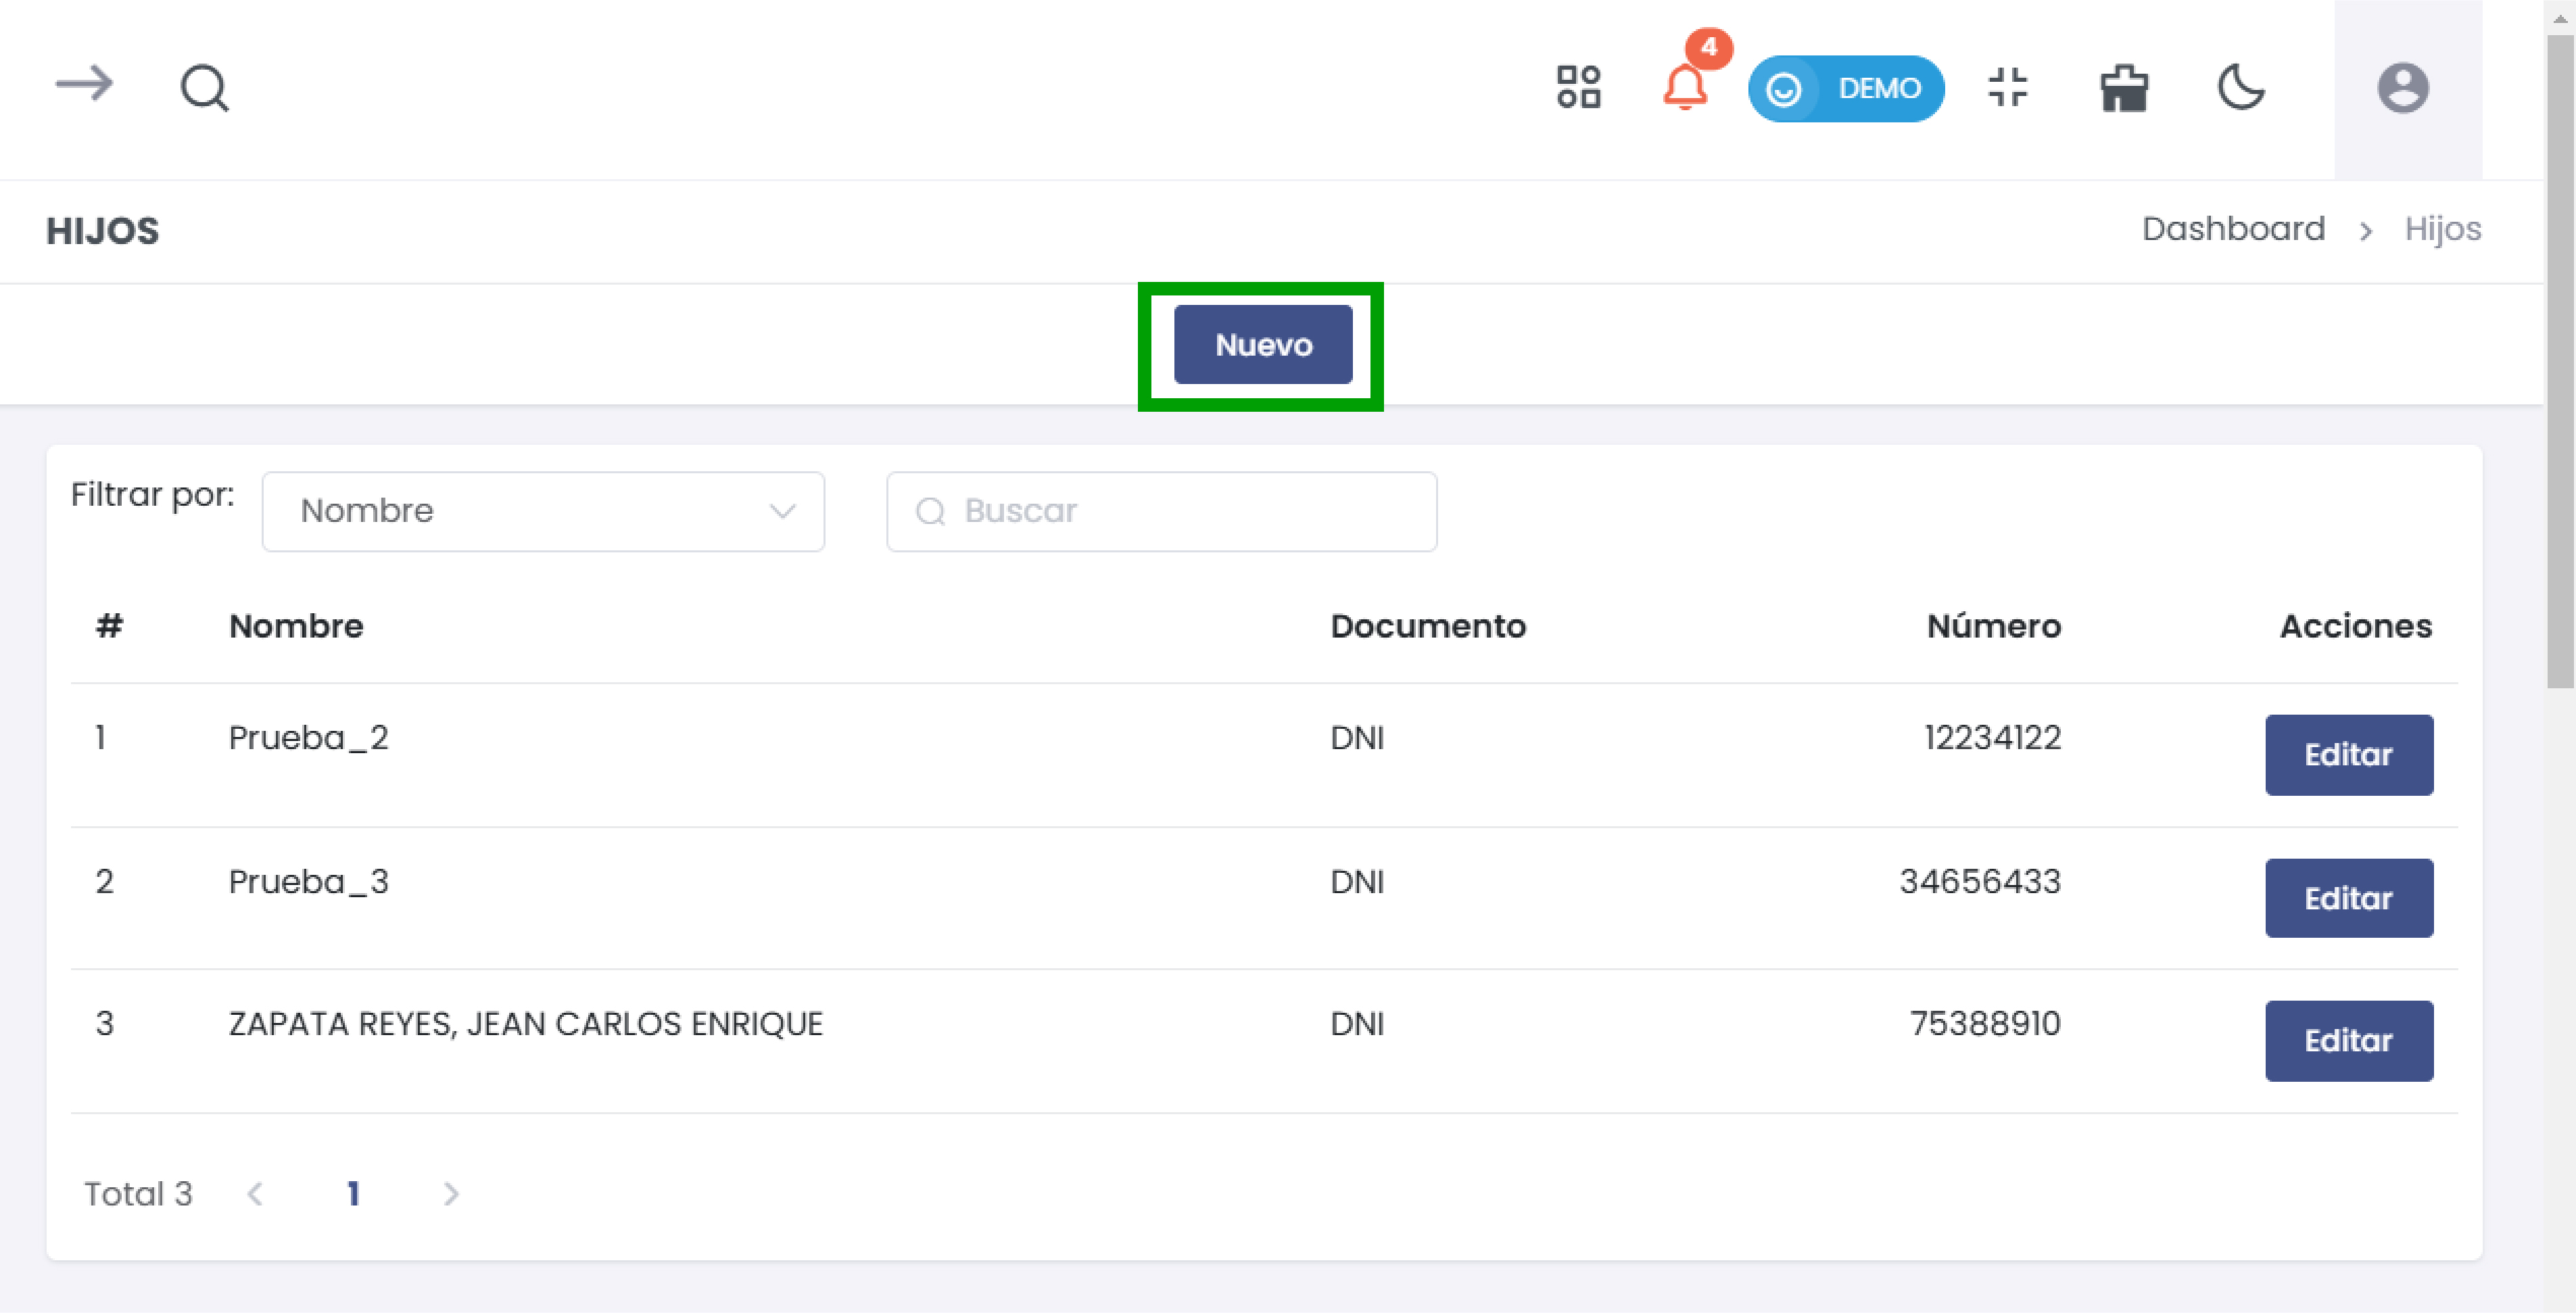 4
DEMO
HIJOS
Dashboard > Hijos
Nuevo
Filtrar por: Nombre Buscar
# Nombre Documento Número Acciones
1 Prueba_2 DNI 12234122 Editar
2 Prueba_3 DNI 34656433 Editar
3 ZAPATA REYES, JEAN CARLOS ENRIQUE DNI 75388910 Editar
Total 3 < 1 >